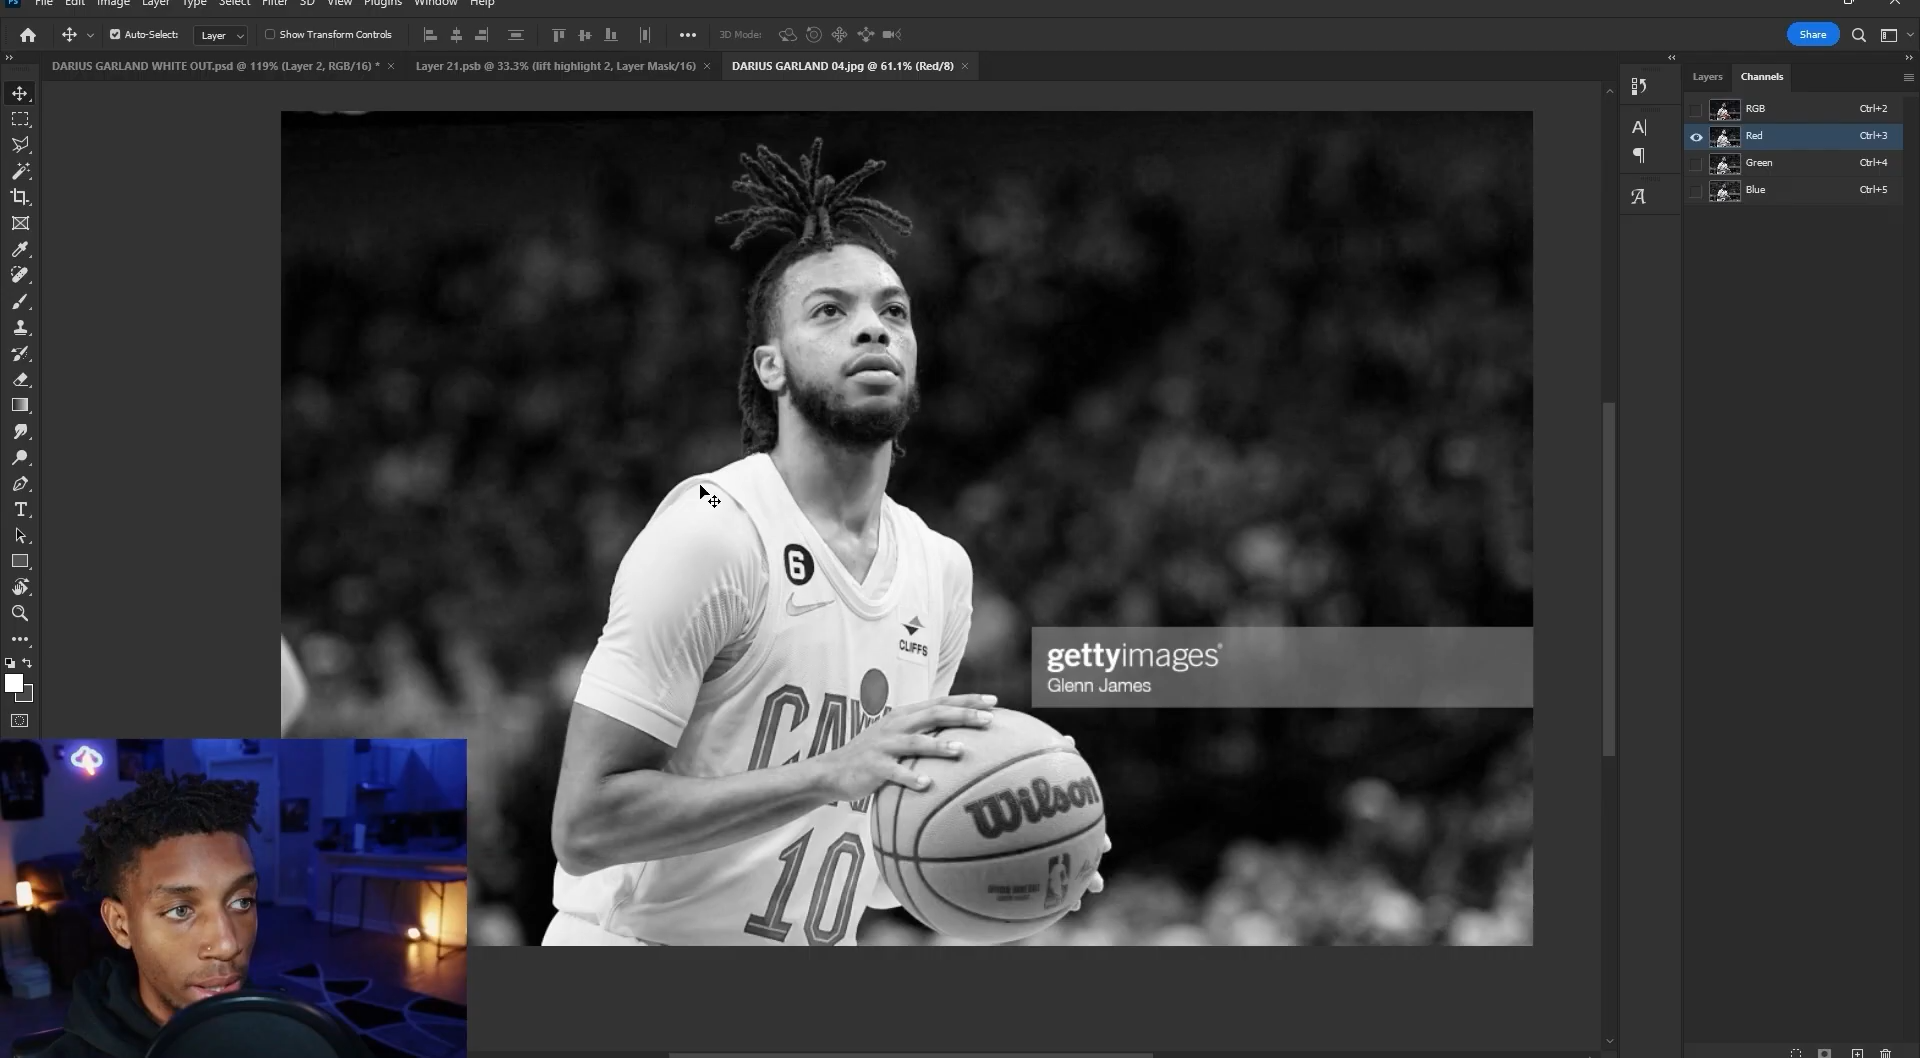 Ps File Edit Image Layer Type Select Filter 3D View Plugins Window Help
Auto-Select: Layer Show Transform Controls 3D Mode: Share
DARIUS GARLAND WHITE OUT.psd @ 119% (Layer 2, RGB/16) * × Layer 21.psb @ 33.3% (lift highlight 2, Layer Mask/16) × DARIUS GARLAND 04.jpg @ 61.1% (Red/8) ×
Layers Channels
RGB Ctrl+2
Red Ctrl+3
Green Ctrl+4
Blue Ctrl+5
6
CLIFFS
gettyimages®
Glenn James
CAV
Wilson
10